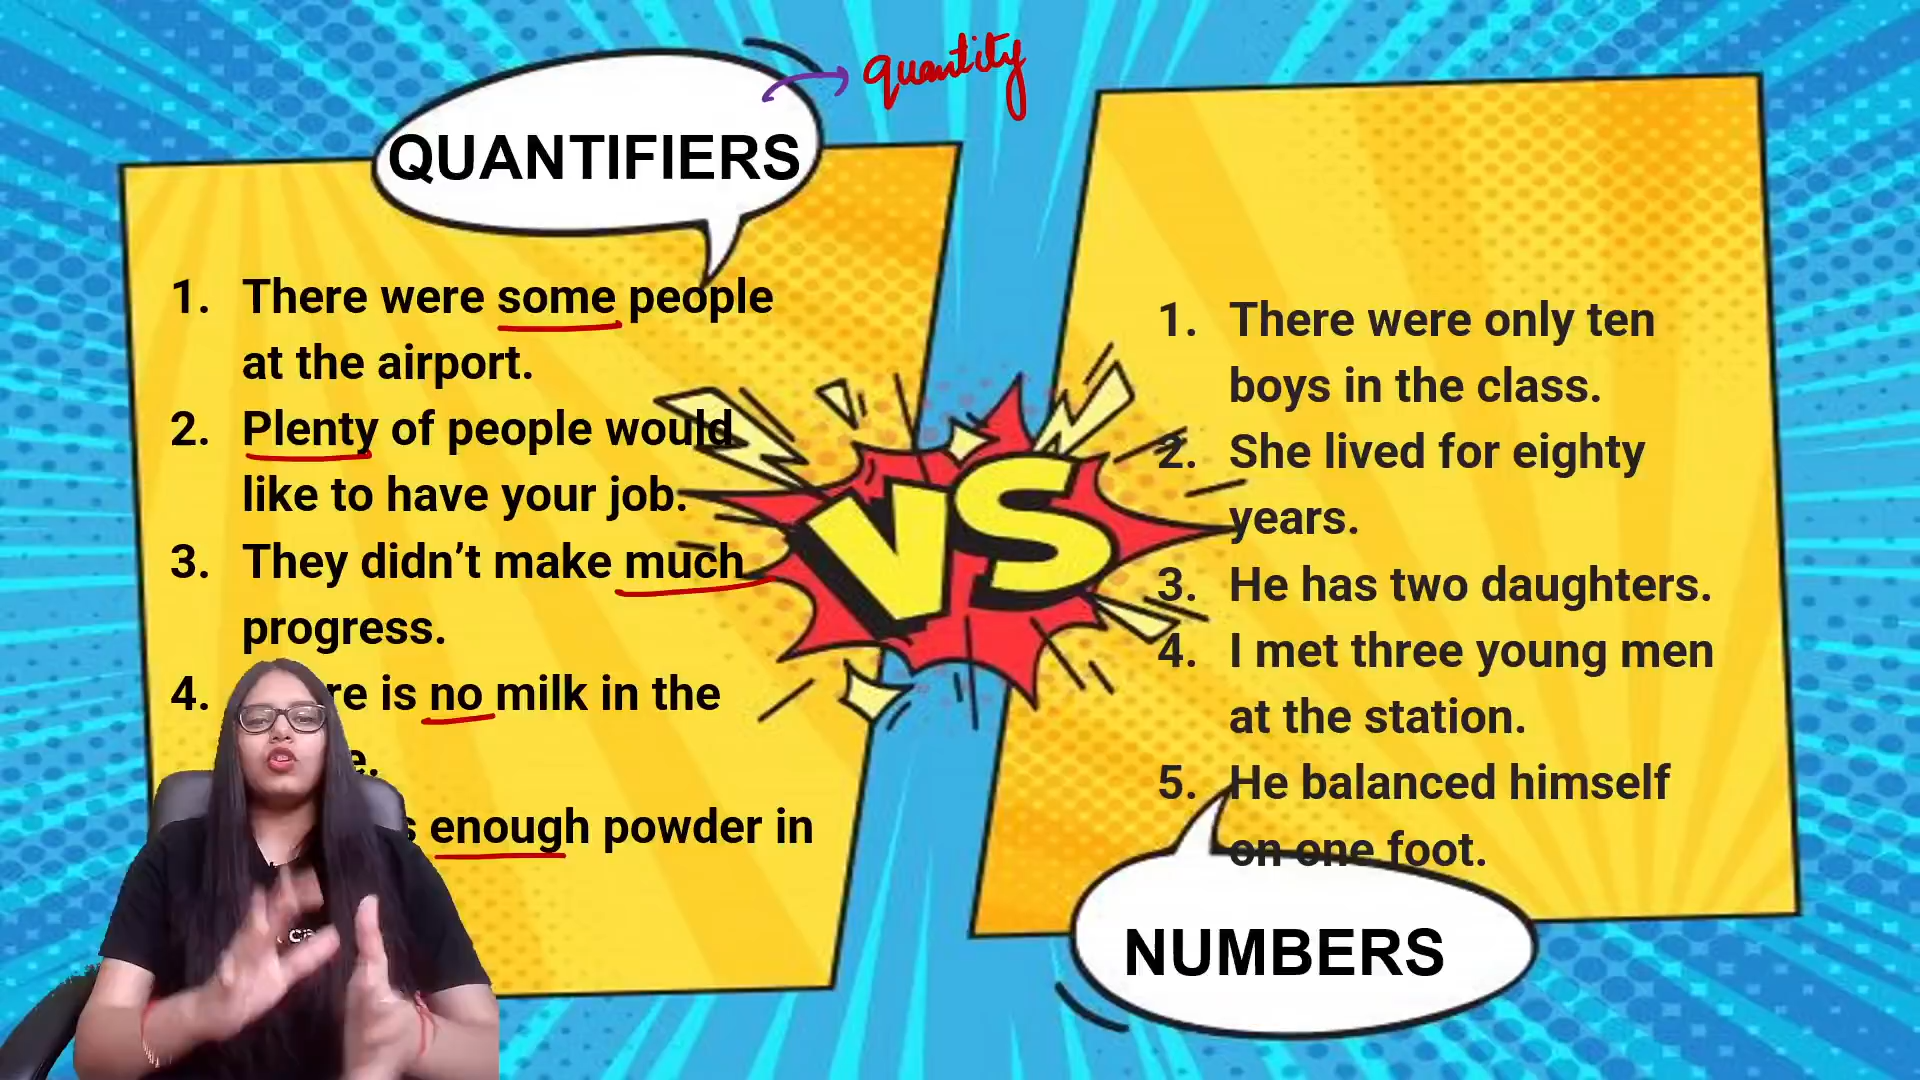 quantity
QUANTIFIERS
1. There were some people
at the airport.
2. Plenty of people would
like to have your job.
3. They didn’t make much
progress.
4. re is no milk in the
e.
s enough powder in
VS
1. There were only ten
boys in the class.
2. She lived for eighty
years.
3. He has two daughters.
4. I met three young men
at the station.
5. He balanced himself
on one foot.
NUMBERS